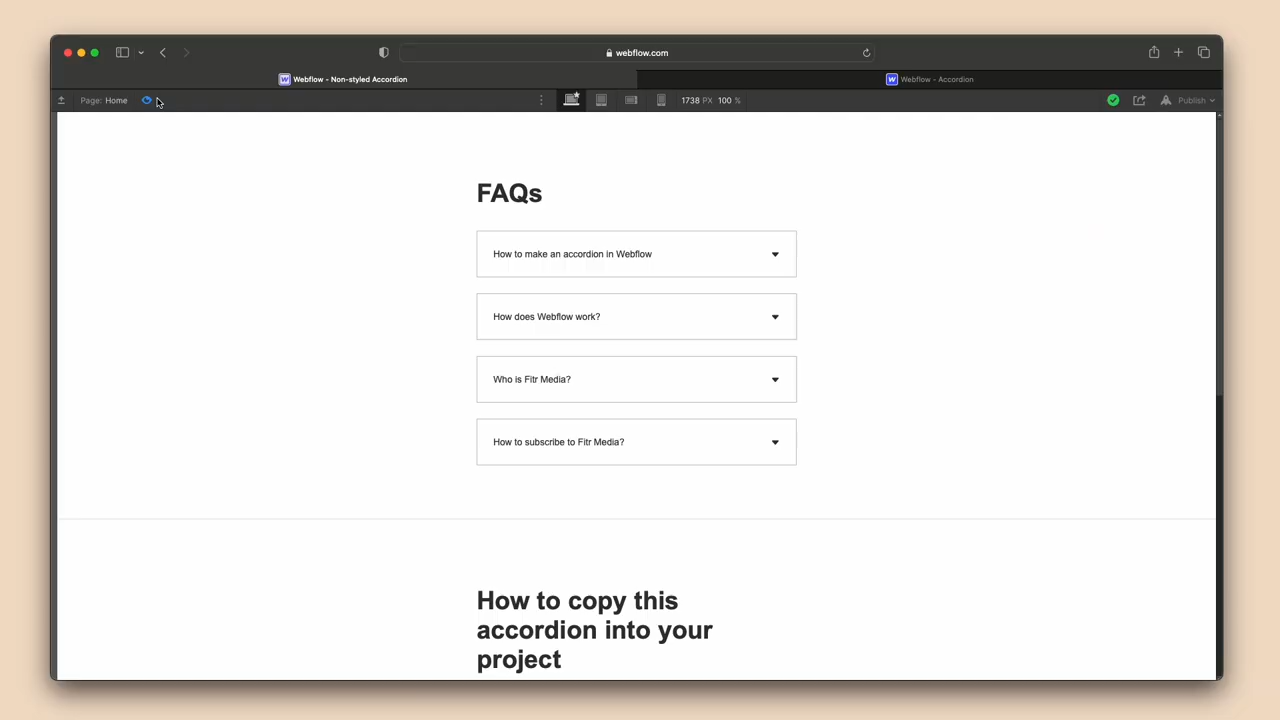 webflow.com
Webflow - Non-styled Accordion
Webflow - Accordion
Page: Home
1738 PX 100 %
Publish
FAQs
How to make an accordion in Webflow
How does Webflow work?
Who is Fitr Media?
How to subscribe to Fitr Media?
How to copy this
accordion into your
project